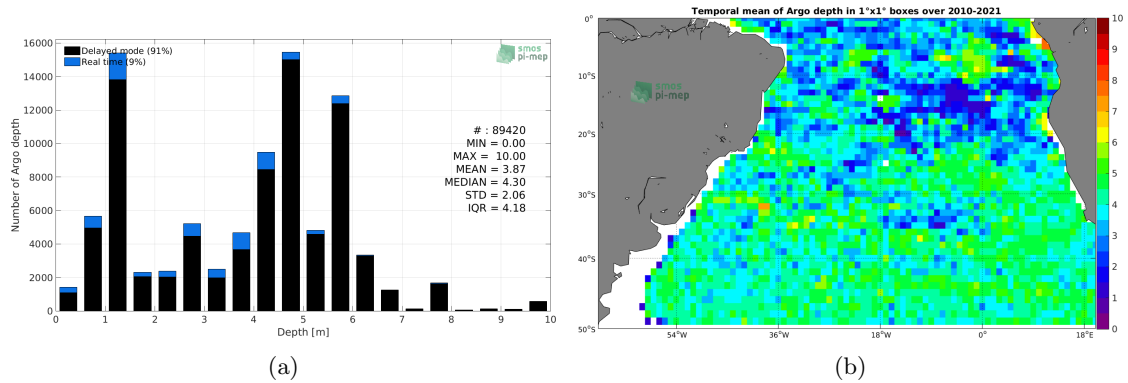 16000
14000
12000
10000
8000
6000
4000
2000
0
Number of Argo depth
Delayed mode (91%)
Real time (9%)
smos
pi-mep
# : 89420
MIN = 0.00
MAX = 10.00
MEAN = 3.87
MEDIAN = 4.30
STD = 2.06
IQR = 4.18
0 1 2 3 4 5 6 7 8 9 10
Depth [m]
(a)
Temporal mean of Argo depth in 1°x1° boxes over 2010-2021
0°
10°S
20°S
30°S
40°S
50°S
smos
pi-mep
54°W 36°W 18°W 0° 18°E
10
9
8
7
6
5
4
3
2
1
0
(b)